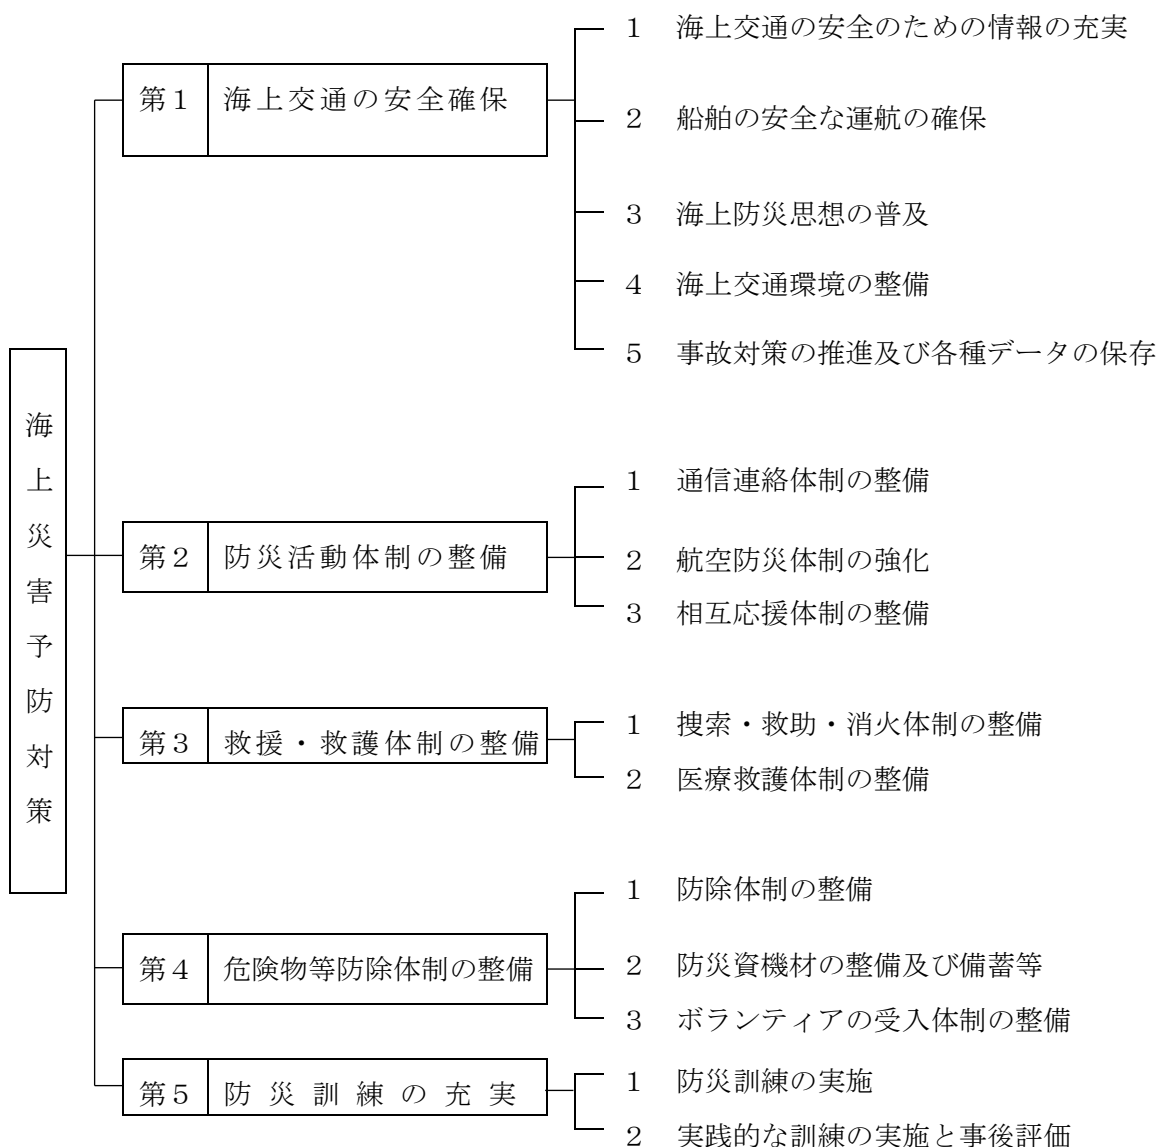 海上災害予防対策
第１ 海上交通の安全確保
１ 海上交通の安全のための情報の充実
２ 船舶の安全な運航の確保
３ 海上防災思想の普及
４ 海上交通環境の整備
５ 事故対策の推進及び各種データの保存
第２ 防災活動体制の整備
１ 通信連絡体制の整備
２ 航空防災体制の強化
３ 相互応援体制の整備
第３ 救援・救護体制の整備
１ 捜索・救助・消火体制の整備
２ 医療救護体制の整備
第４ 危険物等防除体制の整備
１ 防除体制の整備
２ 防災資機材の整備及び備蓄等
３ ボランティアの受入体制の整備
第５ 防災訓練の充実
１ 防災訓練の実施
２ 実践的な訓練の実施と事後評価